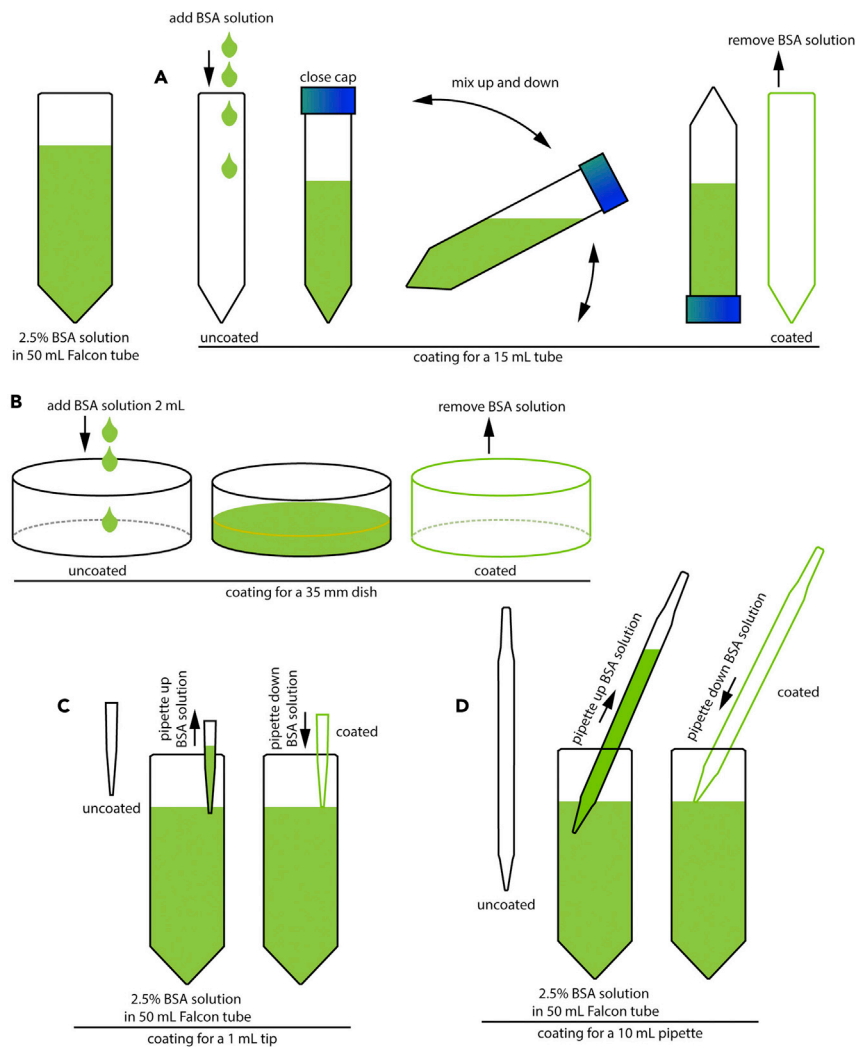 add BSA solution
A
close cap
mix up and down
remove BSA solution
2.5% BSA solution
in 50 mL Falcon tube
uncoated
coated
coating for a 15 mL tube
B
add BSA solution 2 mL
remove BSA solution
uncoated
coated
coating for a 35 mm dish
C
uncoated
pipette up
BSA solution
pipette down
BSA solution
coated
2.5% BSA solution
in 50 mL Falcon tube
coating for a 1 mL tip
D
uncoated
pipette up BSA solution
pipette down BSA solution
coated
2.5% BSA solution
in 50 mL Falcon tube
coating for a 10 mL pipette